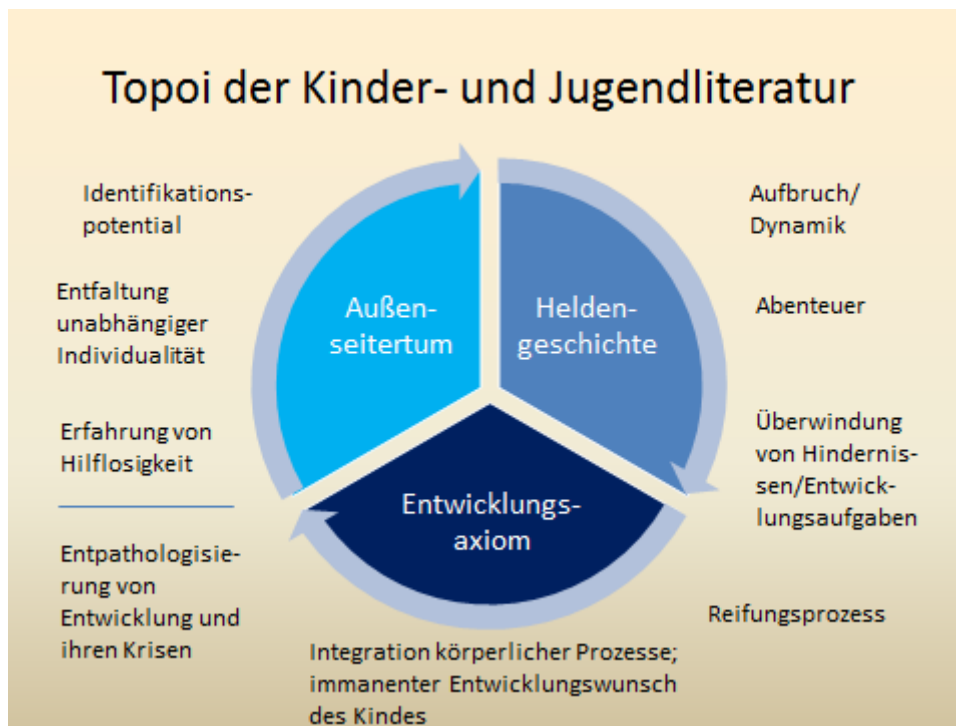 Topoi der Kinder- und Jugendliteratur
Identifikations-
potential
Entfaltung
unabhängiger
Individualität
Erfahrung von
Hilflosigkeit
Entpathologisie-
rung von
Entwicklung und
ihren Krisen
Außen-
seitertum
Helden-
geschichte
Entwicklungs-
axiom
Aufbruch/
Dynamik
Abenteuer
Überwindung
von Hindernis-
sen/Entwick-
lungsaufgaben
Reifungsprozess
Integration körperlicher Prozesse;
immanenter Entwicklungswunsch
des Kindes